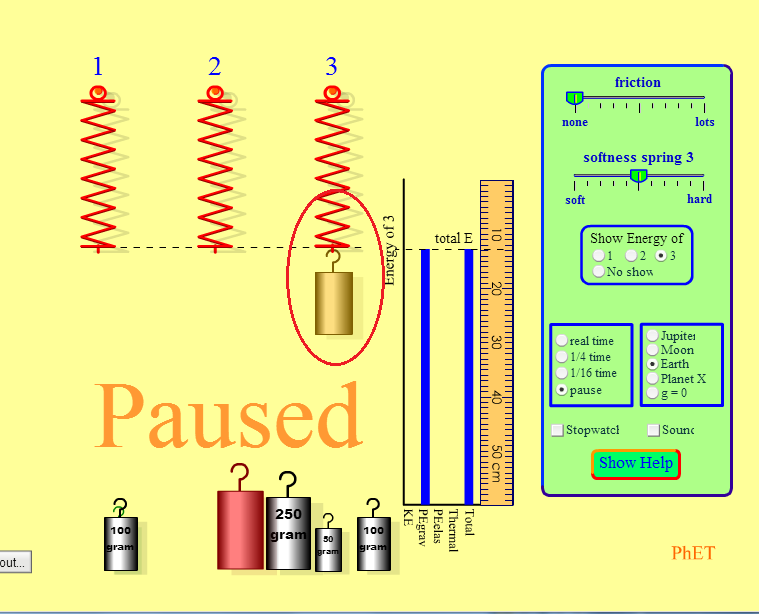 1
2
3
friction
none
lots
softness spring 3
soft
hard
Show Energy of
1
2
3
No show
real time
1/4 time
1/16 time
pause
Jupiter
Moon
Earth
Planet X
g = 0
Stopwatch
Sound
Show Help
PhET
Energy of 3
total E
10
20
30
40
50 cm
KE
PEgrav
PEelas
Thermal
Total
Paused
100
gram
250
gram
50
gram
100
gram
out...